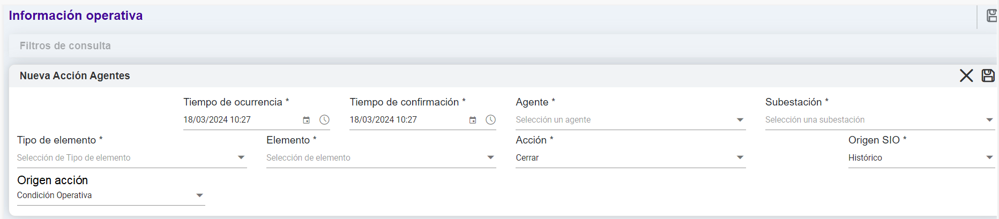 Información operativa
Filtros de consulta
Nueva Acción Agentes
Tiempo de ocurrencia * Tiempo de confirmación * Agente * Subestación *
18/03/2024 10:27 18/03/2024 10:27 Selección un agente Selección una subestación
Tipo de elemento * Elemento * Acción * Origen SIO *
Selección de Tipo de elemento Selección de elemento Cerrar Histórico
Origen acción
Condición Operativa